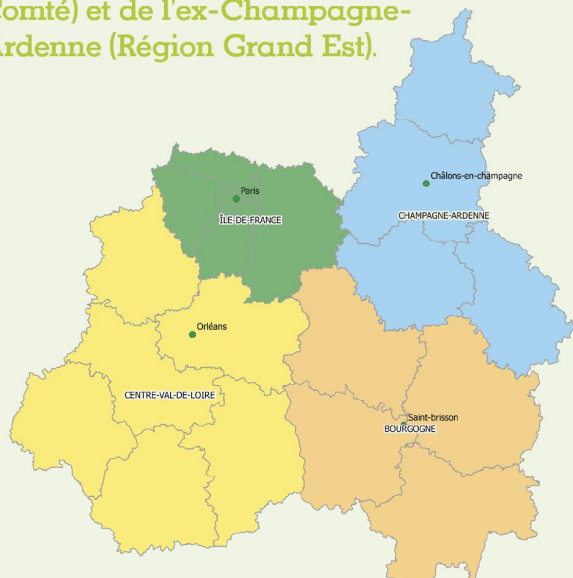 Comté) et de l'ex-Champagne-
Ardenne (Région Grand Est).
Châlons-en-champagne
Paris
CHAMPAGNE-ARDENNE
ÎLE-DE-FRANCE
Orléans
CENTRE-VAL-DE-LOIRE
Saint-brisson
BOURGOGNE